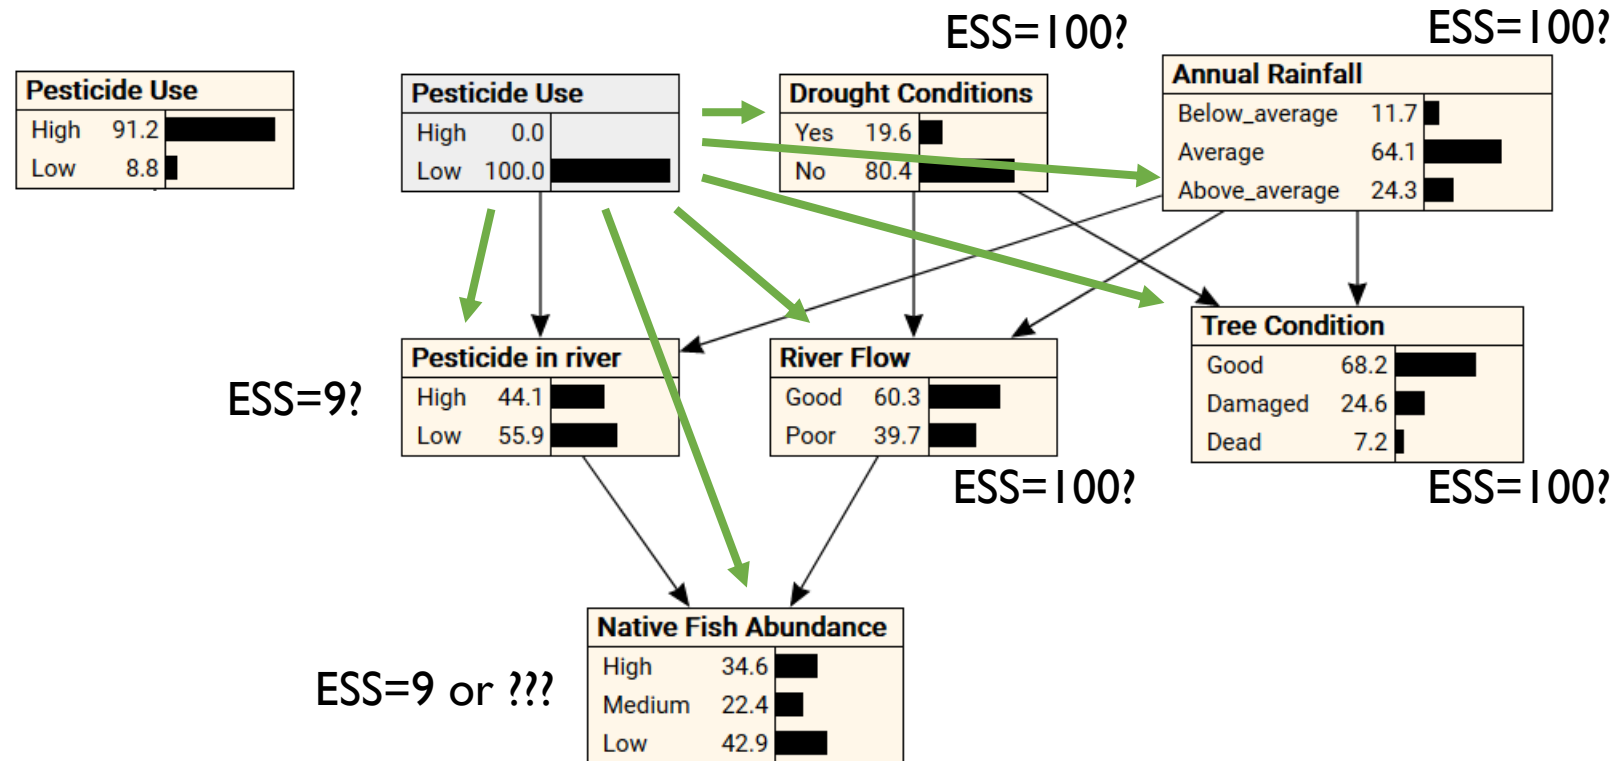 ESS=100?
ESS=100?
Pesticide Use
High 91.2
Low 8.8
Pesticide Use
High 0.0
Low 100.0
Drought Conditions
Yes 19.6
No 80.4
Annual Rainfall
Below_average 11.7
Average 64.1
Above_average 24.3
ESS=9?
Pesticide in river
High 44.1
Low 55.9
River Flow
Good 60.3
Poor 39.7
ESS=100?
Tree Condition
Good 68.2
Damaged 24.6
Dead 7.2
ESS=100?
ESS=9 or ???
Native Fish Abundance
High 34.6
Medium 22.4
Low 42.9